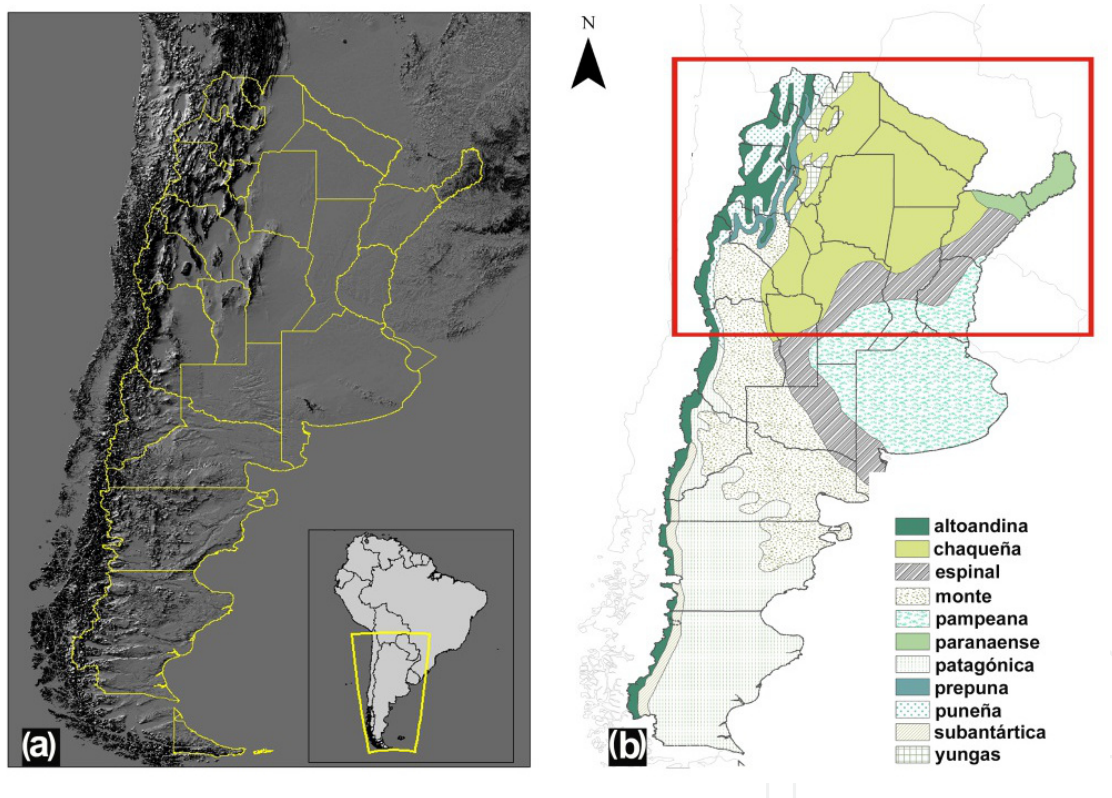 N
(a)
(b)
altoandina
chaqueña
espinal
monte
pampeana
paranaense
patagónica
prepuna
puneña
subantártica
yungas